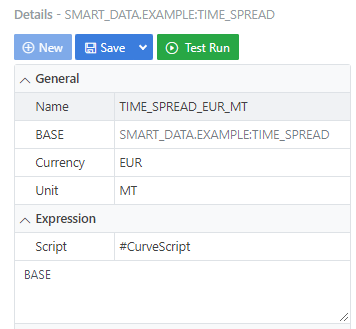 Details - SMART_DATA.EXAMPLE:TIME_SPREAD
New Save Test Run
General
Name TIME_SPREAD_EUR_MT
BASE SMART_DATA.EXAMPLE:TIME_SPREAD
Currency EUR
Unit MT
Expression
Script #CurveScript
BASE